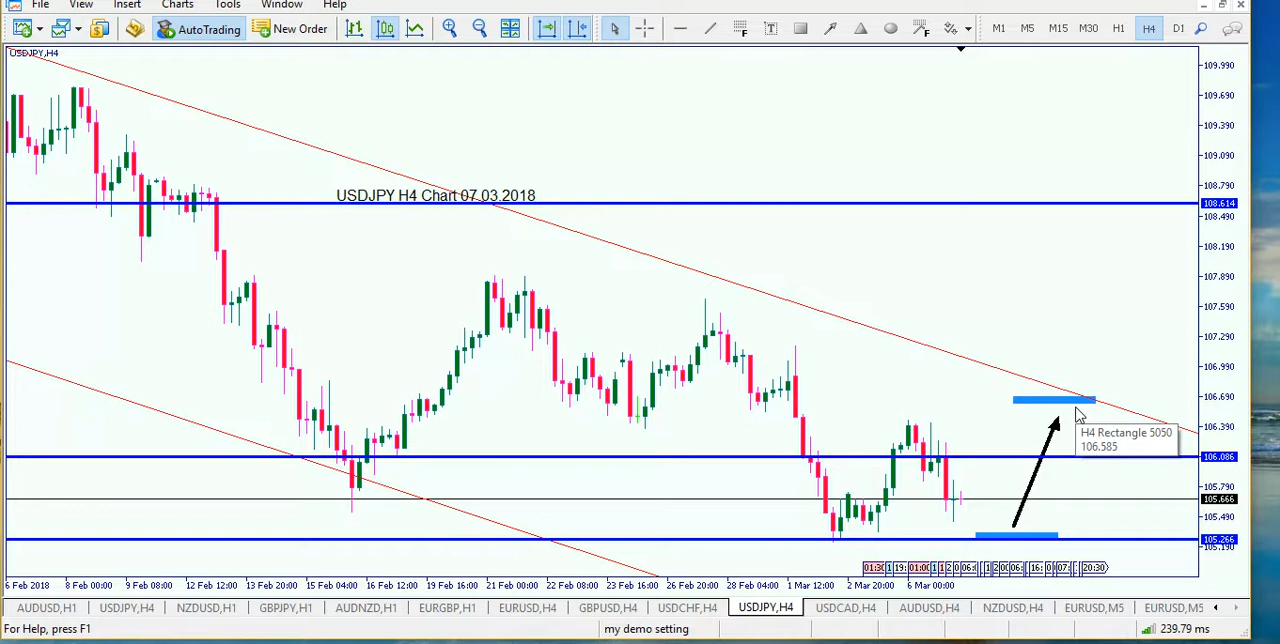 File View Insert Charts Tools Window Help
AutoTrading New Order M1 M5 M15 M30 H1 H4 D1
USDJPY,H4
109.990
109.690
109.390
109.090
108.790
USDJPY H4 Chart 07.03.2018
108.614
108.490
108.190
107.890
107.590
107.290
106.990
106.690
106.390
H4 Rectangle 5050
106.585
106.086
105.790
105.666
105.490
105.266
105.190
20:30
6 Feb 2018 8 Feb 00:00 9 Feb 08:00 12 Feb 12:00 13 Feb 20:00 15 Feb 04:00 16 Feb 12:00 19 Feb 20:00 21 Feb 00:00 22 Feb 08:00 23 Feb 16:00 26 Feb 20:00 28 Feb 04:00 1 Mar 12:00 2 Mar 20:00 6 Mar 00:00
AUDUSD,H1 USDJPY,H4 NZDUSD,H1 GBPJPY,H1 AUDNZD,H1 EURGBP,H1 EURUSD,H4 GBPUSD,H4 USDCHF,H4 USDJPY,H4 USDCAD,H4 AUDUSD,H4 NZDUSD,H4 EURUSD,M5 EURUSD,M5
For Help, press F1 my demo setting 239.79 ms